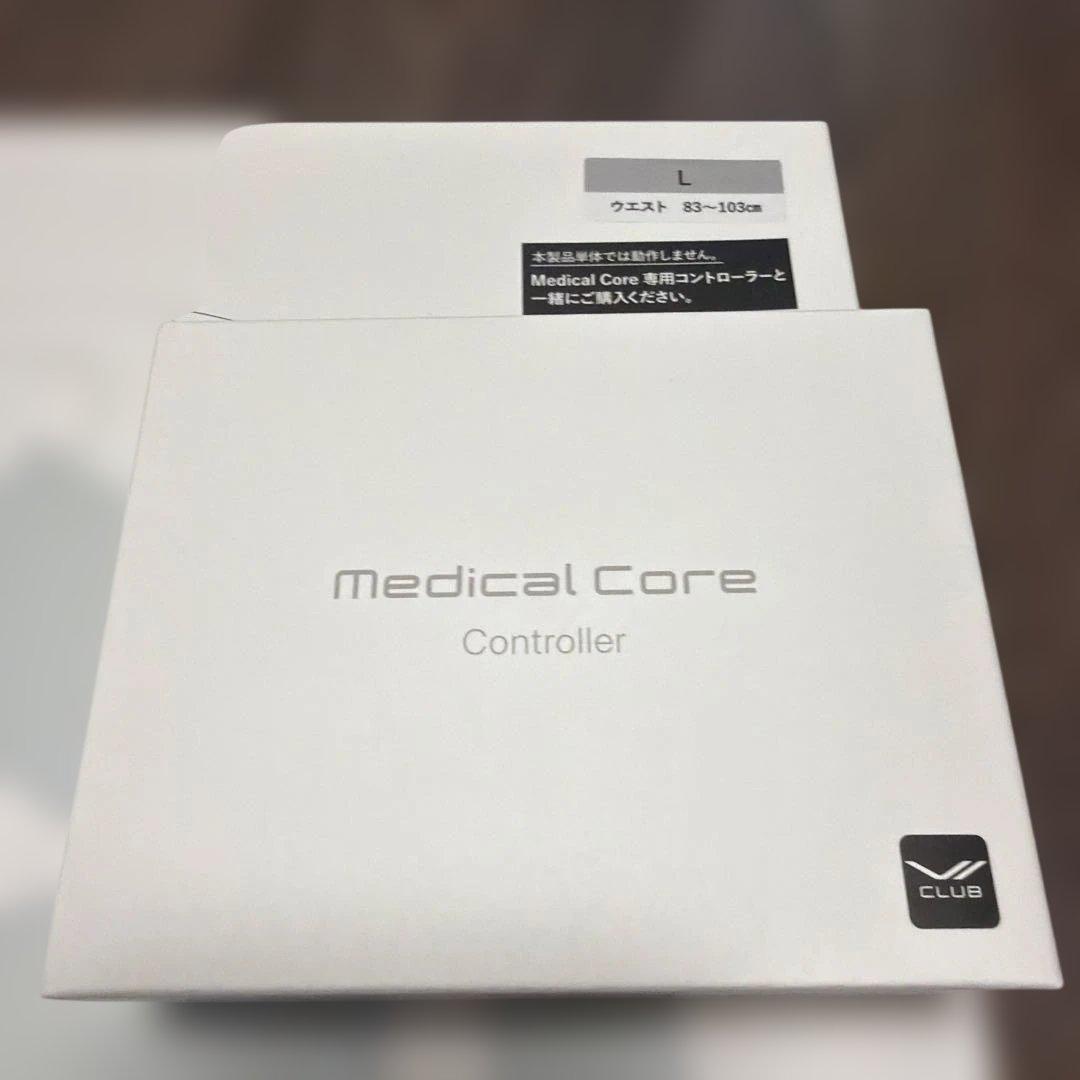 L
ウエスト 83～103㎝
本製品単体では動作しません。
Medical Core 専用コントローラーと
一緒にご購入ください。
Medical Core
Controller
CLUB